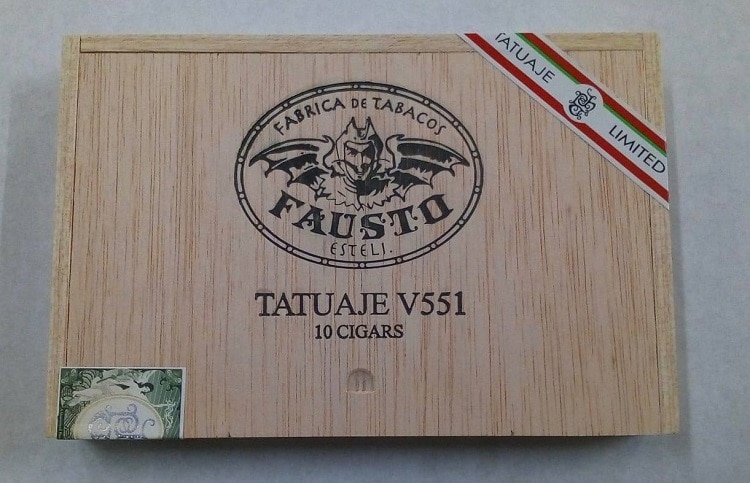 TATUAJE
LIMITED
FABRICA DE TABACOS
FAUSTO
ESTELI.
TATUAJE V551
10 CIGARS